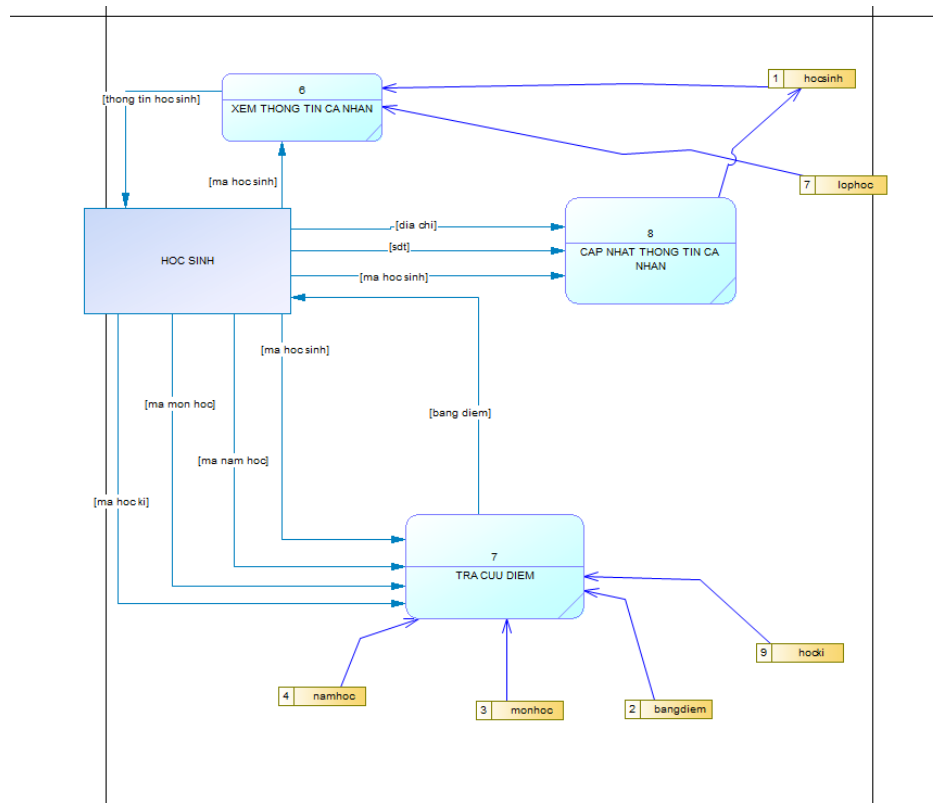 6
XEM THONG TIN CA NHAN
[thong tin hoc sinh]
1 hocsinh
[ma hoc sinh]
7 lophoc
HOC SINH
[dia chi]
[sdt]
[ma hoc sinh]
8
CAP NHAT THONG TIN CA
NHAN
[ma hoc sinh]
[ma mon hoc]
[bang diem]
[ma nam hoc]
[ma hoc ki]
7
TRA CUU DIEM
9 hocki
4 namhoc
3 monhoc
2 bangdiem